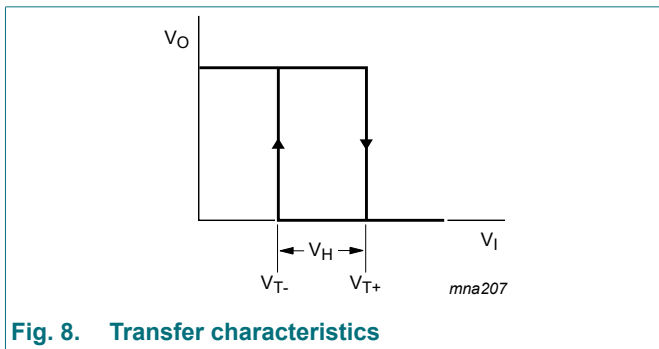 VO
VH
VI
VT-
VT+
mna207
Fig. 8. Transfer characteristics